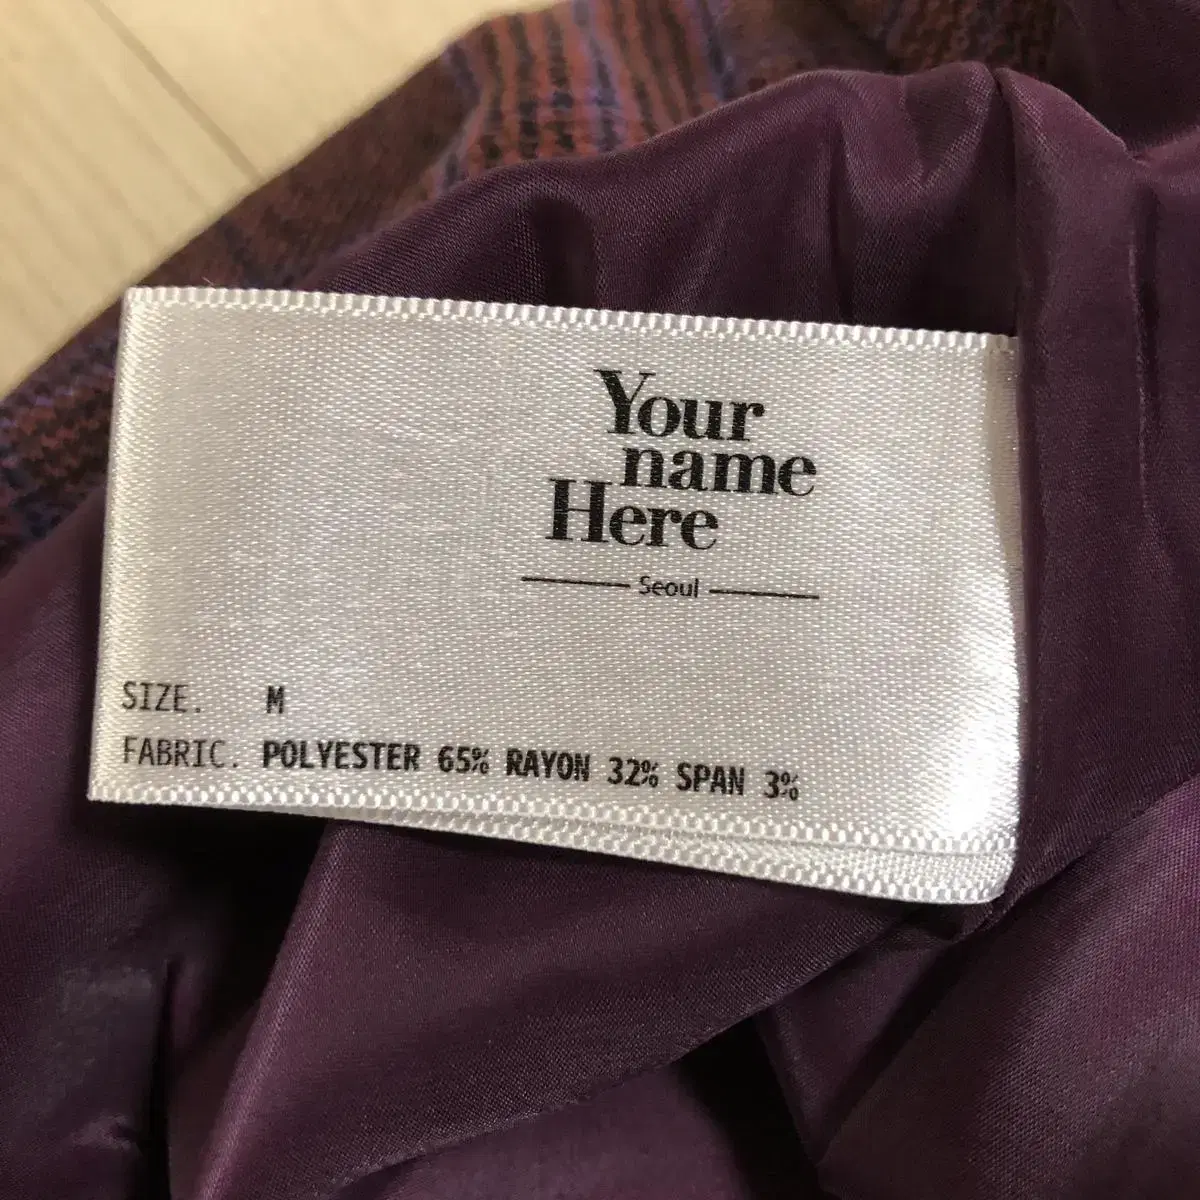 Your
name
Here
Seoul
SIZE. M
FABRIC. POLYESTER 65% RAYON 32% SPAN 3%